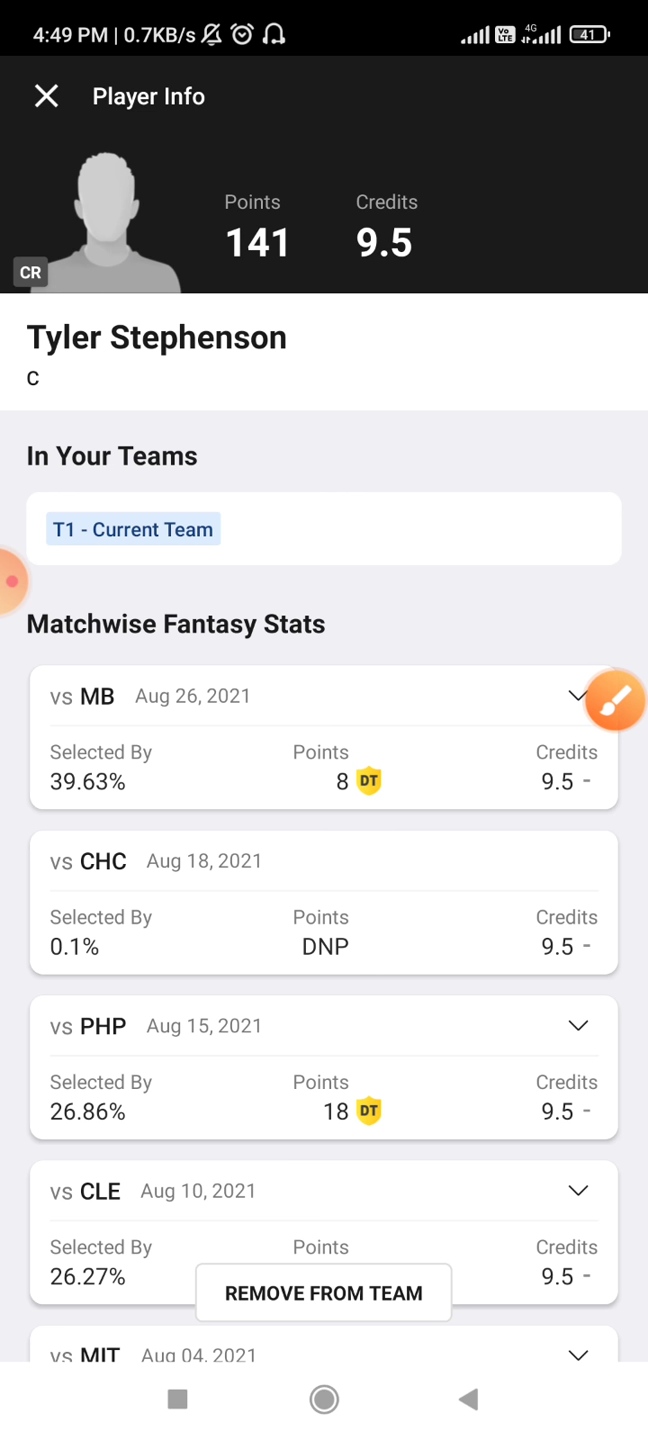 4:49 PM | 0.7KB/s Vo LTE 4G 41
Player Info
Points Credits
141 9.5
CR
Tyler Stephenson
C
In Your Teams
T1 - Current Team
Matchwise Fantasy Stats
vs MB Aug 26, 2021
Selected By Points Credits
39.63% 8 DT 9.5 -
vs CHC Aug 18, 2021
Selected By Points Credits
0.1% DNP 9.5 -
vs PHP Aug 15, 2021
Selected By Points Credits
26.86% 18 DT 9.5 -
vs CLE Aug 10, 2021
Selected By Points Credits
26.27% 9.5 -
REMOVE FROM TEAM
vs MIT Aug 04, 2021